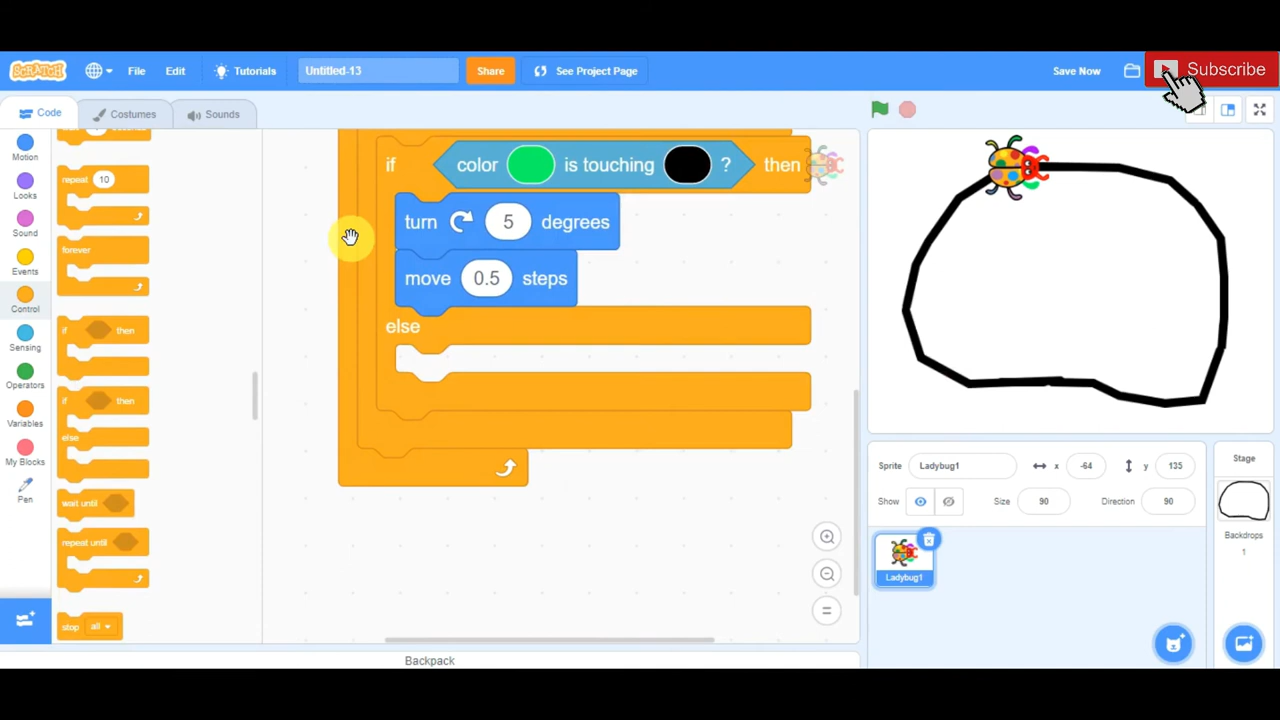 SCRATCH
File
Edit
Tutorials
Untitled-13
Share
See Project Page
Save Now
Subscribe
Code
Costumes
Sounds
Motion
Looks
Sound
Events
Control
Sensing
Operators
Variables
My Blocks
Pen
repeat 10
forever
if then
if then
else
wait until
repeat until
stop all
if color is touching ? then
turn 5 degrees
move 0.5 steps
else
Backpack
Sprite Ladybug1 x -64 y 135
Show Size 90 Direction 90
Ladybug1
Stage
Backdrops
1